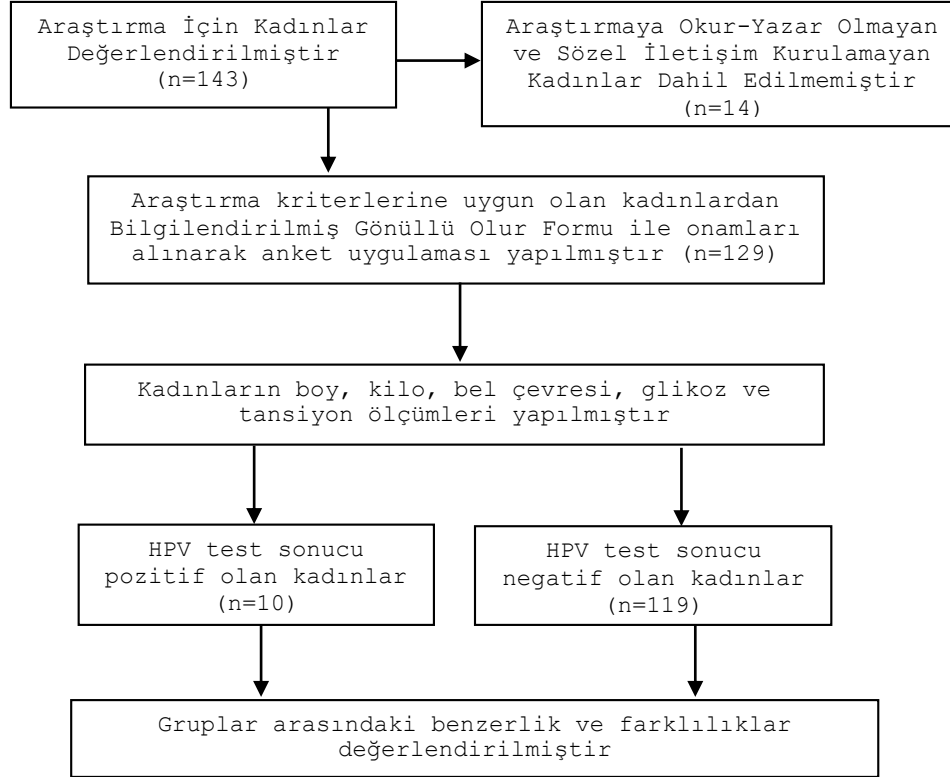 Araştırma İçin Kadınlar
Değerlendirilmiştir
(n=143)
Araştırmaya Okur-Yazar Olmayan
ve Sözel İletişim Kurulamayan
Kadınlar Dahil Edilmemiştir
(n=14)
Araştırma kriterlerine uygun olan kadınlardan
Bilgilendirilmiş Gönüllü Olur Formu ile onamları
alınarak anket uygulaması yapılmıştır (n=129)
Kadınların boy, kilo, bel çevresi, glikoz ve
tansiyon ölçümleri yapılmıştır
HPV test sonucu
pozitif olan kadınlar
(n=10)
HPV test sonucu
negatif olan kadınlar
(n=119)
Gruplar arasındaki benzerlik ve farklılıklar
değerlendirilmiştir